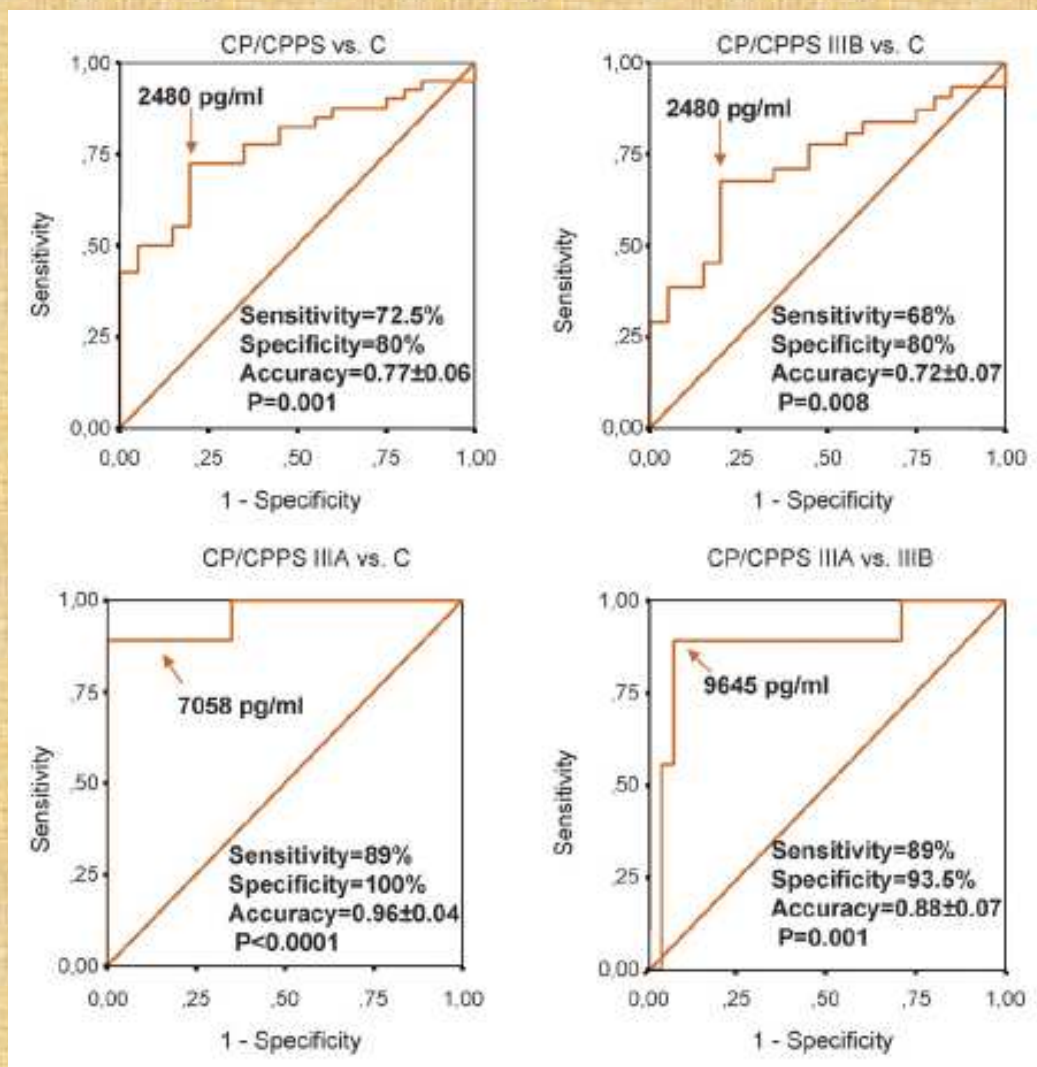 CP/CPPS vs. C
1,00
,75
,50
,25
0,00
Sensitivity
2480 pg/ml
Sensitivity=72.5%
Specificity=80%
Accuracy=0.77±0.06
P=0.001
0,00 ,25 ,50 ,75 1,00
1 - Specificity
CP/CPPS IIIB vs. C
1,00
,75
,50
,25
0,00
Sensitivity
2480 pg/ml
Sensitivity=68%
Specificity=80%
Accuracy=0.72±0.07
P=0.008
0,00 ,25 ,50 ,75 1,00
1 - Specificity
CP/CPPS IIIA vs. C
1,00
,75
,50
,25
0,00
Sensitivity
7058 pg/ml
Sensitivity=89%
Specificity=100%
Accuracy=0.96±0.04
P<0.0001
0,00 ,25 ,50 ,75 1,00
1 - Specificity
CP/CPPS IIIA vs. IIIB
1,00
,75
,50
,25
0,00
Sensitivity
9645 pg/ml
Sensitivity=89%
Specificity=93.5%
Accuracy=0.88±0.07
P=0.001
0,00 ,25 ,50 ,75 1,00
1 - Specificity